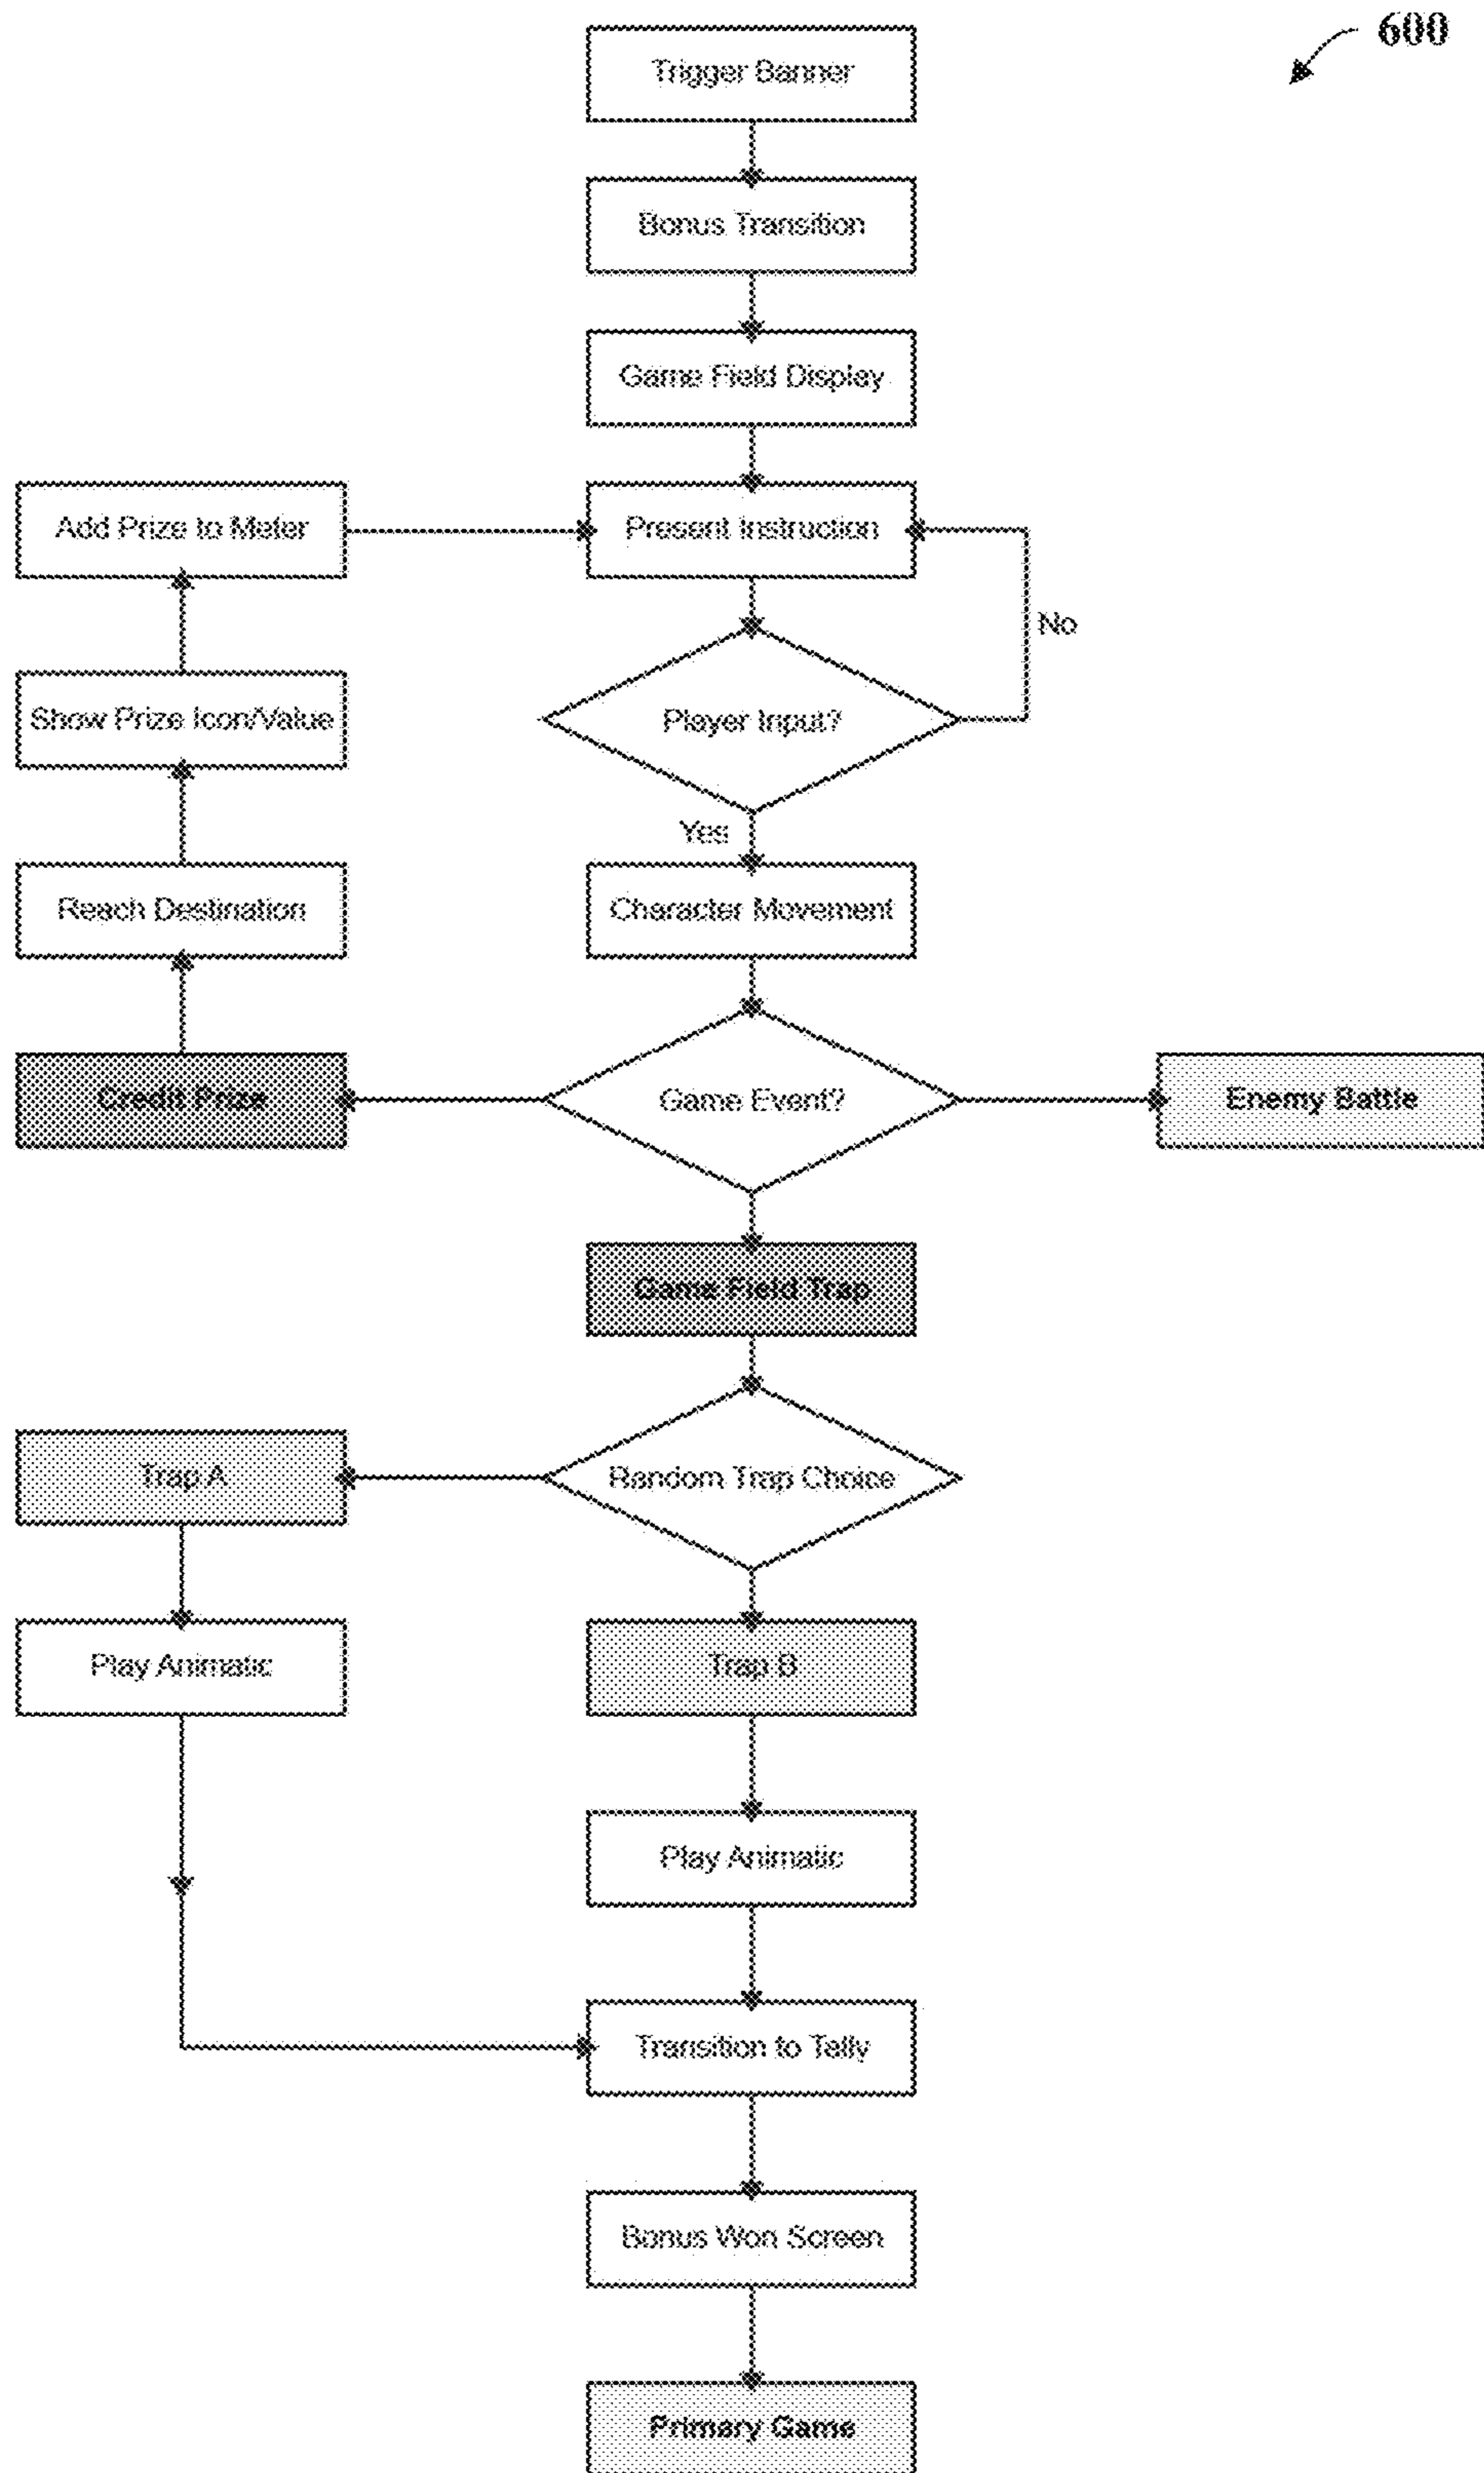 600
Trigger Banner
Bonus Transition
Game Field Display
Add Prize to Meter
Present Instruction
No
Show Prize Icon/Value
Player Input?
Yes
Reach Destination
Character Movement
Credit Prize
Game Event?
Enemy Battle
Game Field Trap
Trap A
Random Trap Choice
Play Animatic
Trap B
Play Animatic
Transition to Tally
Bonus Won Screen
Primary Game